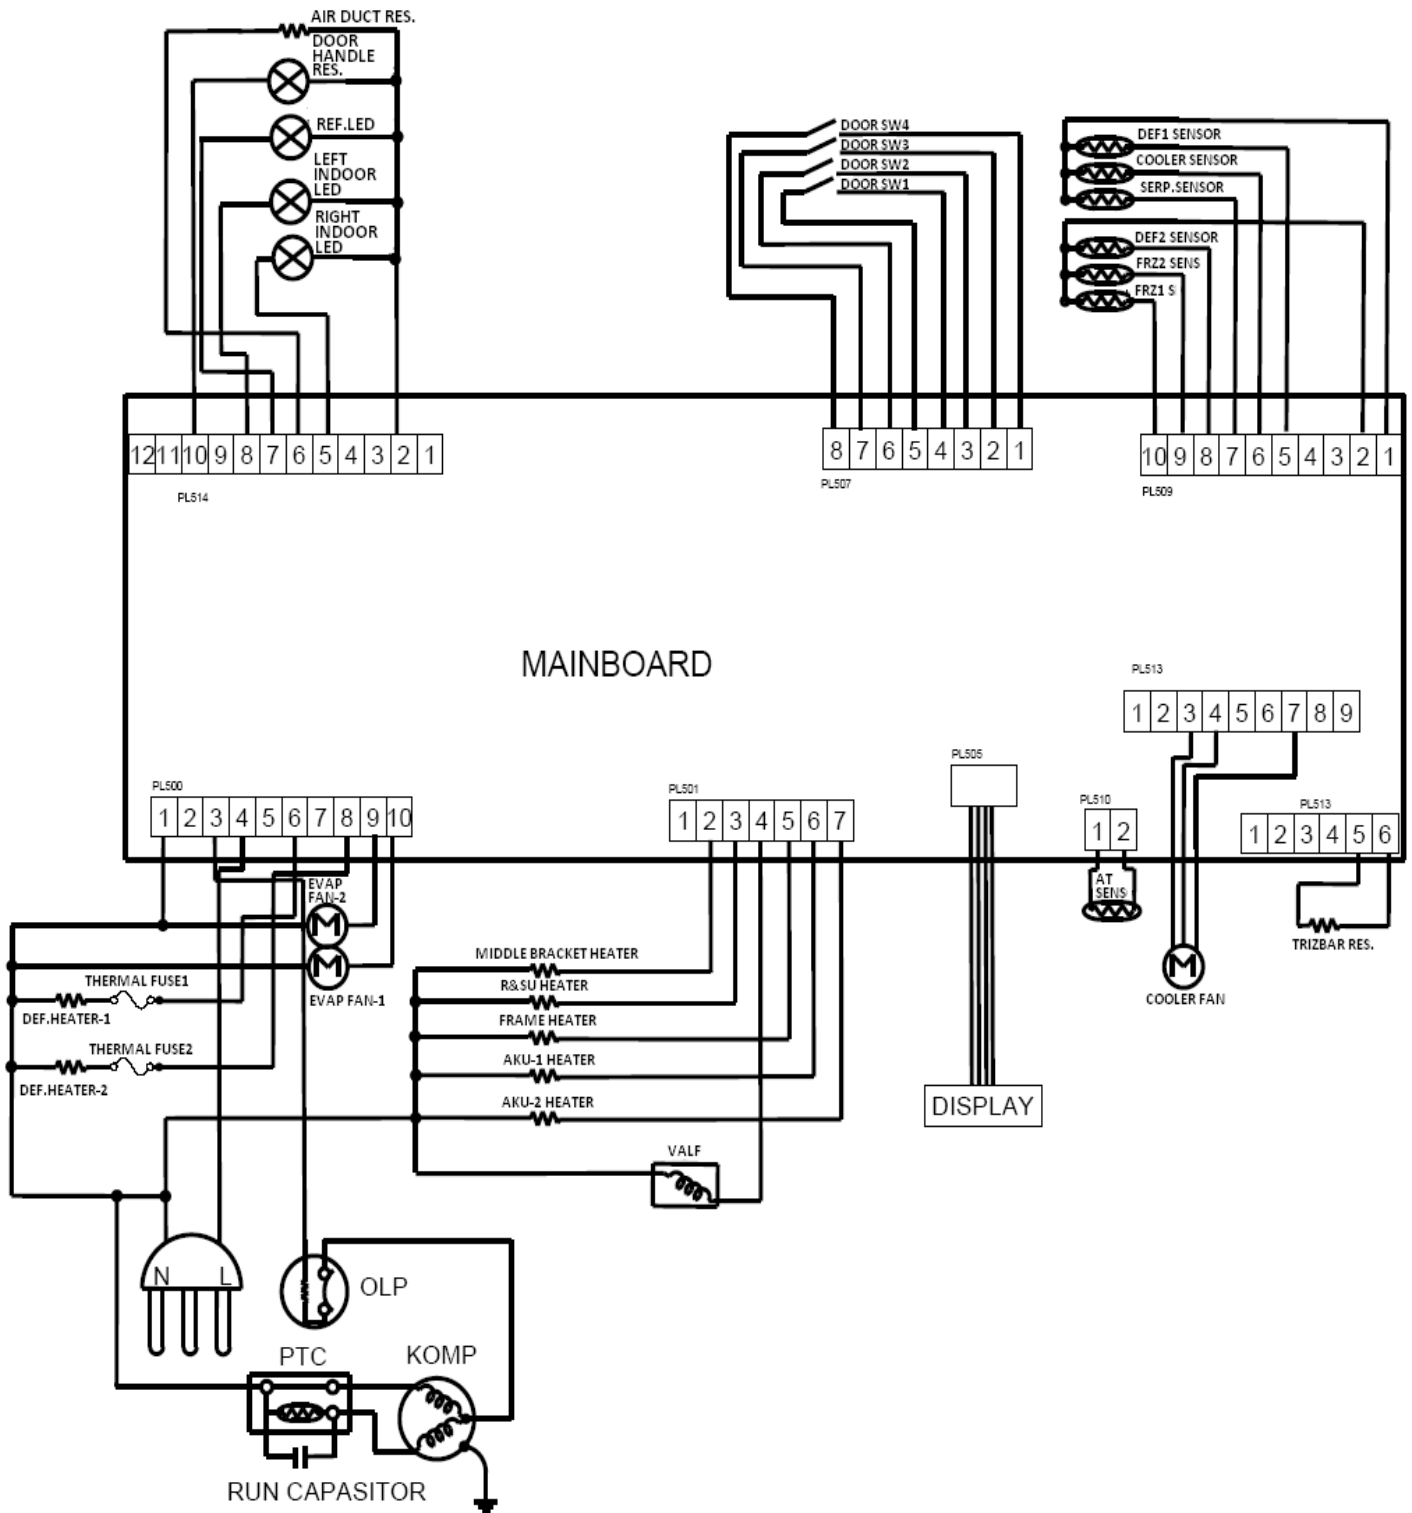 AIR DUCT RES.
DOOR
HANDLE
RES.
REF.LED
LEFT
INDOOR
LED
RIGHT
INDOOR
LED
DOOR SW4
DOOR SW3
DOOR SW2
DOOR SW1
DEF1 SENSOR
COOLER SENSOR
SERP.SENSOR
DEF2 SENSOR
FRZ2 SENS
FRZ1 S
12 11 10 9 8 7 6 5 4 3 2 1
PL514
8 7 6 5 4 3 2 1
PL507
10 9 8 7 6 5 4 3 2 1
PL509
MAINBOARD
PL513
1 2 3 4 5 6 7 8 9
PL500
1 2 3 4 5 6 7 8 9 10
PL501
1 2 3 4 5 6 7
PL505
PL510
1 2
PL513
1 2 3 4 5 6
EVAP
FAN-2
EVAP FAN-1
THERMAL FUSE1
DEF.HEATER-1
THERMAL FUSE2
DEF.HEATER-2
MIDDLE BRACKET HEATER
R&SU HEATER
FRAME HEATER
AKU-1 HEATER
AKU-2 HEATER
VALF
DISPLAY
AT
SENS
M
M
M
COOLER FAN
TRIZBAR RES.
N L
OLP
PTC
KOMP
RUN CAPASITOR